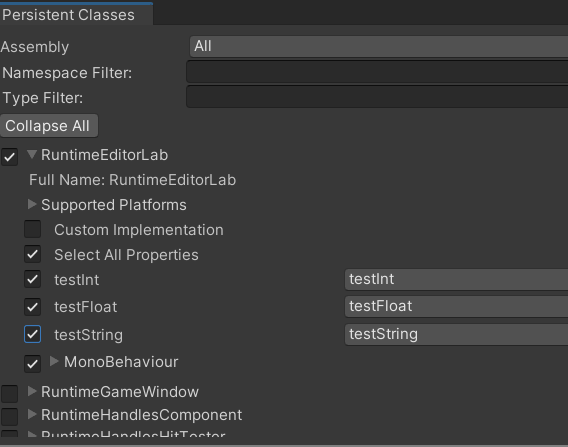 Persistent Classes
Assembly All
Namespace Filter:
Type Filter:
Collapse All
RuntimeEditorLab
Full Name: RuntimeEditorLab
Supported Platforms
Custom Implementation
Select All Properties
testInt testInt
testFloat testFloat
testString testString
MonoBehaviour
RuntimeGameWindow
RuntimeHandlesComponent
RuntimeHandlesHitTester